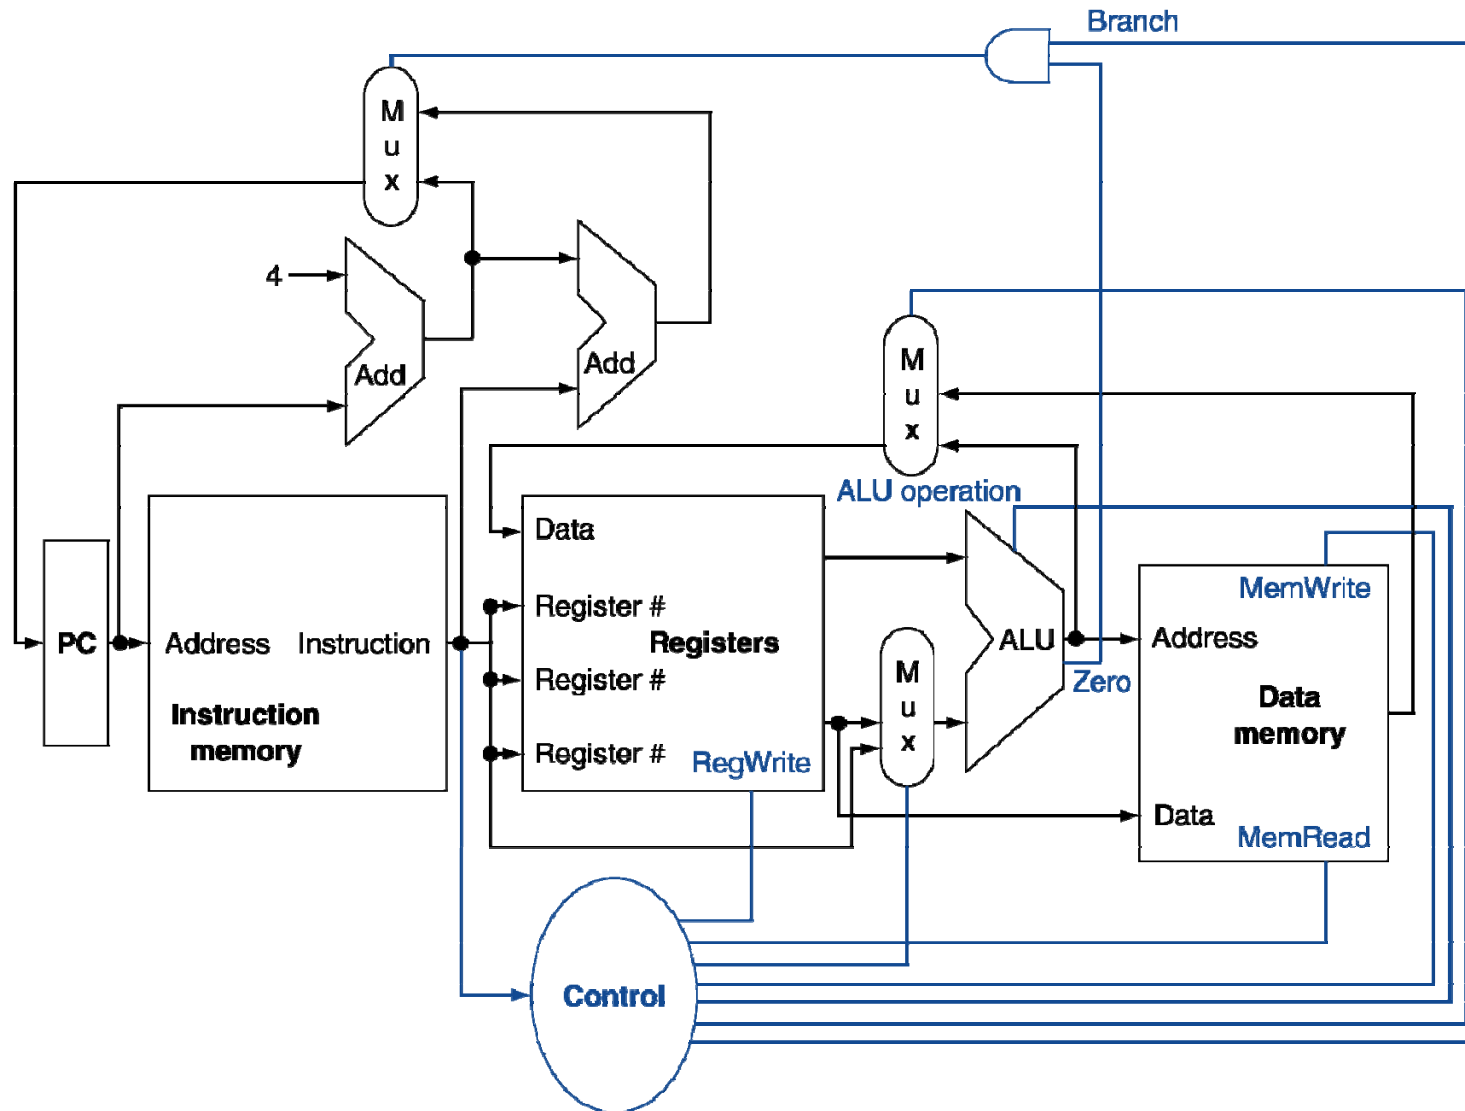 Branch
M
u
x
4
Add
Add
M
u
x
ALU operation
Data
Register #
Registers
Register #
Register #
RegWrite
PC
Address
Instruction
Instruction
memory
M
u
x
ALU
Zero
MemWrite
Address
Data
memory
Data
MemRead
Control